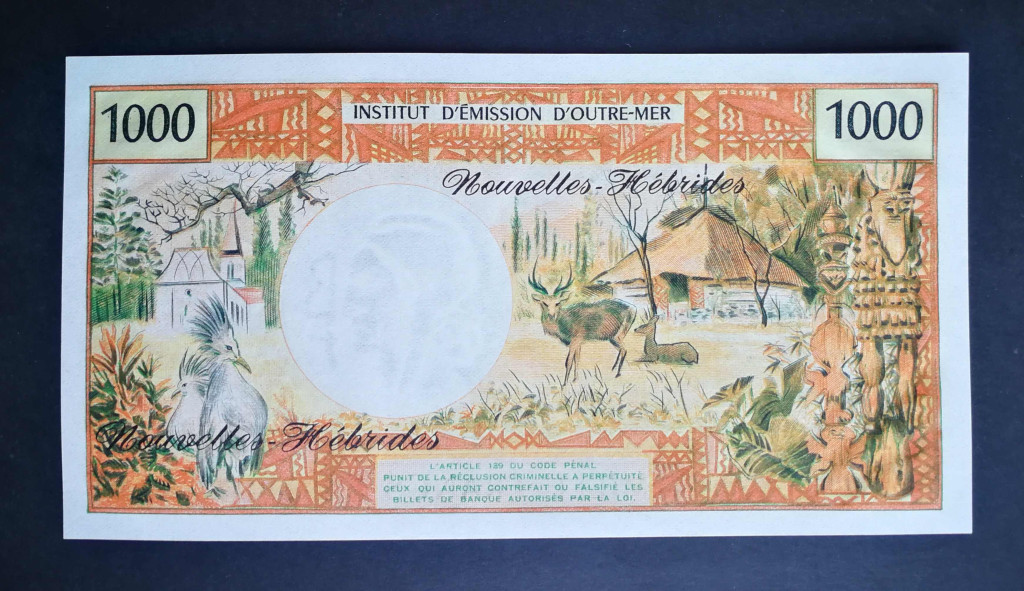 1000
INSTITUT D'ÉMISSION D'OUTRE-MER
1000
Nouvelles-Hébrides
Nouvelles-Hébrides
L'ARTICLE 139 DU CODE PÉNAL
PUNIT DE LA RÉCLUSION CRIMINELLE A PERPÉTUITÉ
CEUX QUI AURONT CONTREFAIT OU FALSIFIÉ LES
BILLETS DE BANQUE AUTORISÉS PAR LA LOI.